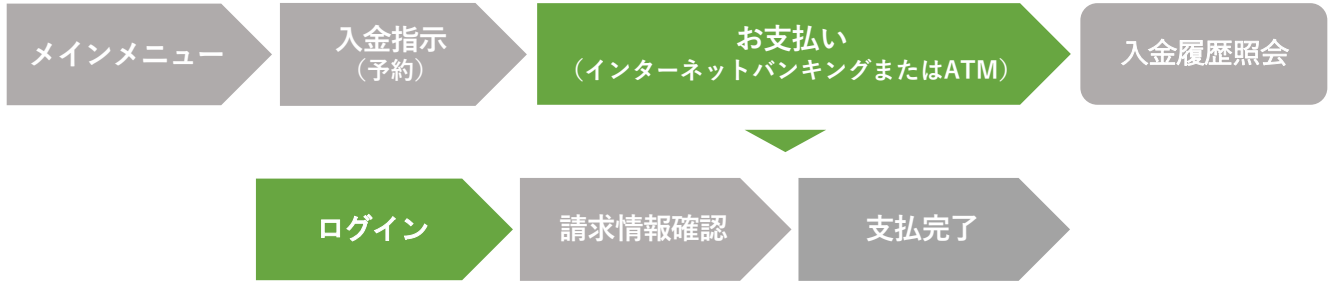 メインメニュー
入金指示
（予約）
お支払い
（インターネットバンキングまたはATM）
入金履歴照会
ログイン
請求情報確認
支払完了